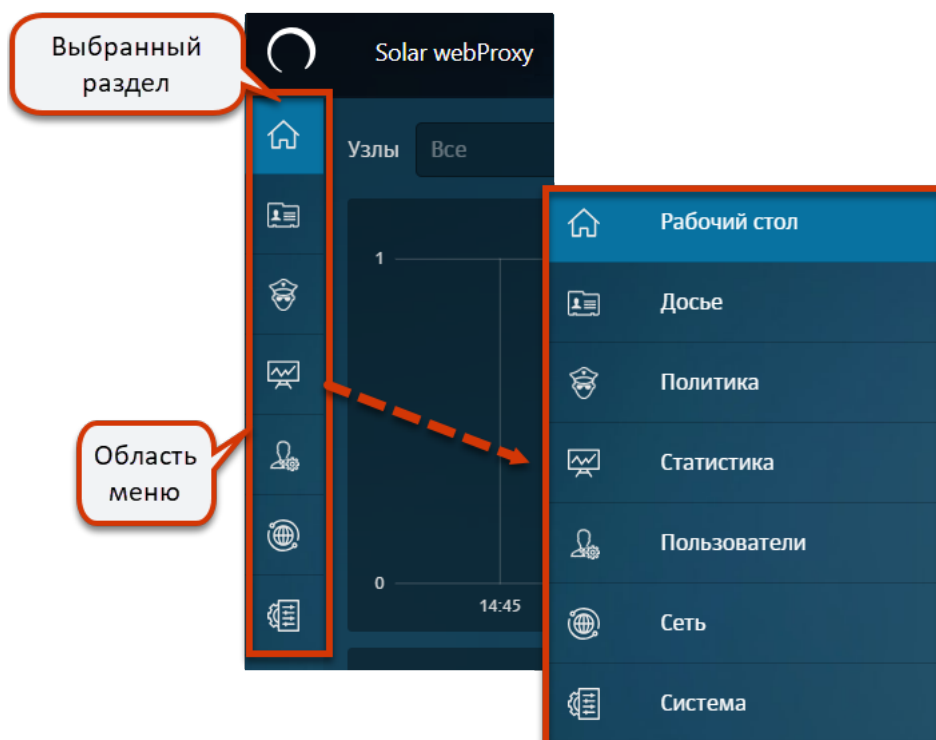 Выбранный
раздел
Solar webProxy
Узлы Все
1
0
14:45
Область
меню
Рабочий стол
Досье
Политика
Статистика
Пользователи
Сеть
Система